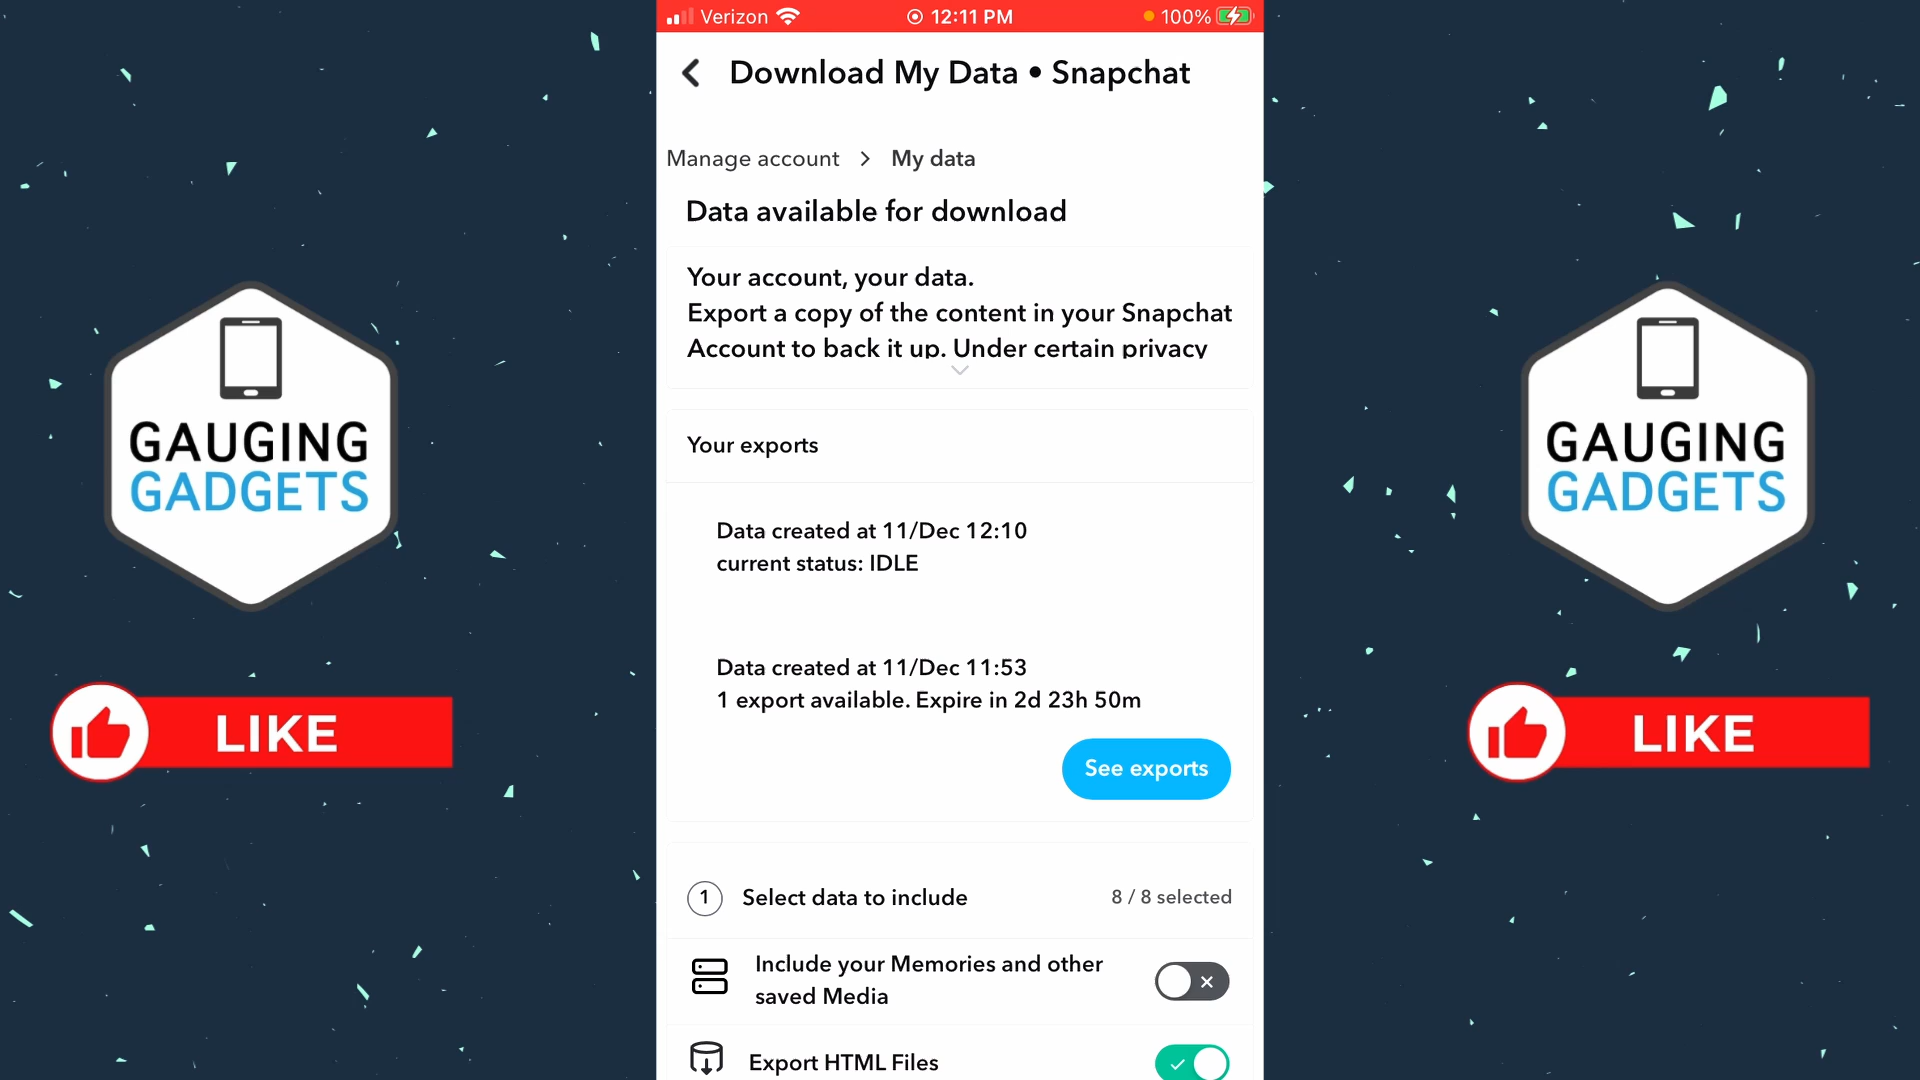 Verizon 12:11 PM 100%
Download My Data • Snapchat
Manage account > My data
Data available for download
Your account, your data.
Export a copy of the content in your Snapchat
Account to back it up. Under certain privacy
Your exports
Data created at 11/Dec 12:10
current status: IDLE
Data created at 11/Dec 11:53
1 export available. Expire in 2d 23h 50m
See exports
1 Select data to include 8 / 8 selected
Include your Memories and other
saved Media
Export HTML Files
GAUGING
GADGETS
LIKE
GAUGING
GADGETS
LIKE